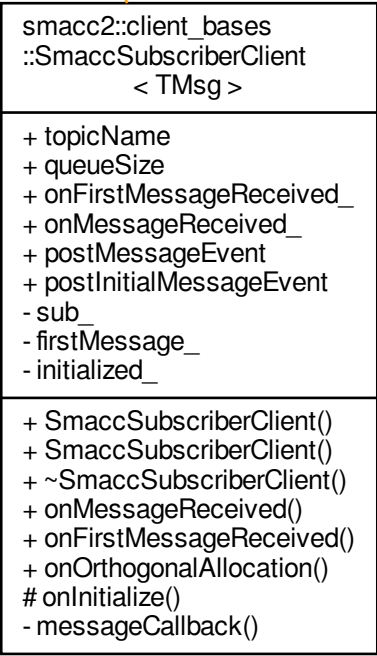 smacc2::client_bases
::SmaccSubscriberClient
< TMsg >
+ topicName
+ queueSize
+ onFirstMessageReceived_
+ onMessageReceived_
+ postMessageEvent
+ postInitialMessageEvent
- sub_
- firstMessage_
- initialized_
+ SmaccSubscriberClient()
+ SmaccSubscriberClient()
+ ~SmaccSubscriberClient()
+ onMessageReceived()
+ onFirstMessageReceived()
+ onOrthogonalAllocation()
# onInitialize()
- messageCallback()